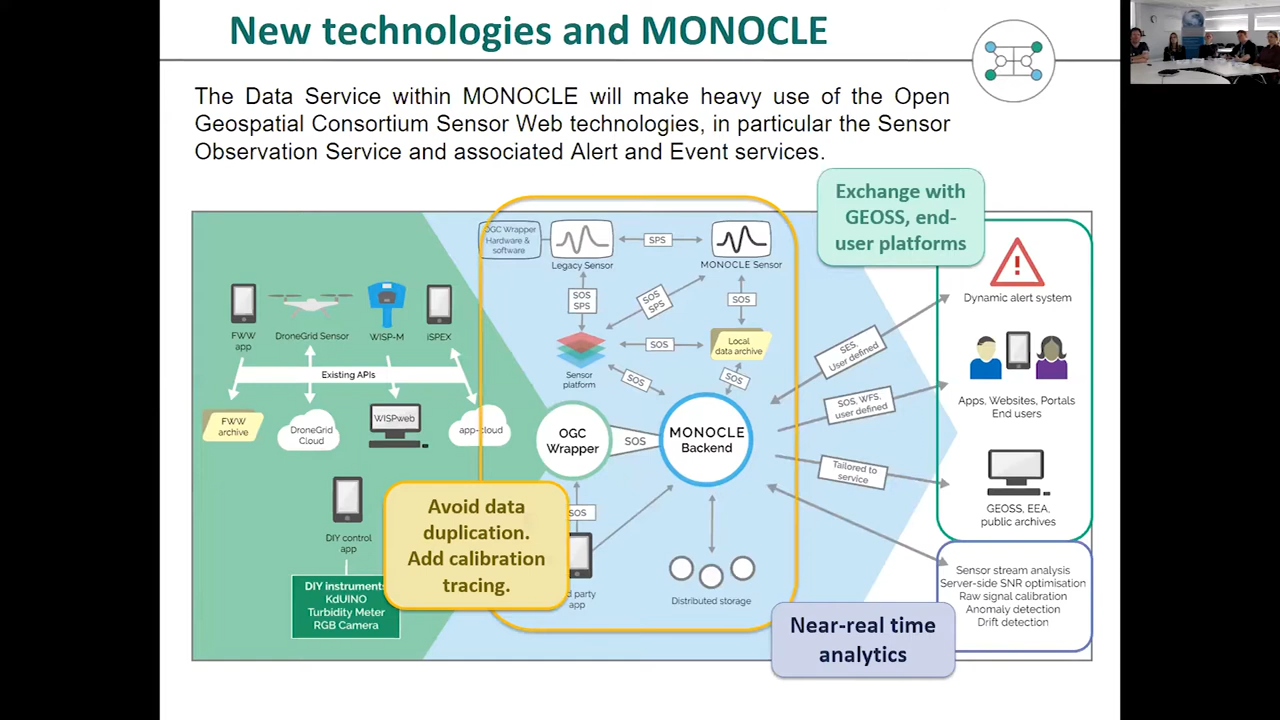 New technologies and MONOCLE
The Data Service within MONOCLE will make heavy use of the Open
Geospatial Consortium Sensor Web technologies, in particular the Sensor
Observation Service and associated Alert and Event services.
Exchange with
GEOSS, end-
user platforms
OGC Wrapper
Hardware &
software
Legacy Sensor
SPS
MONOCLE Sensor
SOS
SPS
SOS
SPS
SOS
FWW
app
DroneGrid Sensor
WISP-M
iSPEX
Existing APIs
Sensor
platform
SOS
Local
data archive
SOS
SOS
FWW
archive
DroneGrid
Cloud
WISPweb
app-cloud
OGC
Wrapper
SOS
MONOCLE
Backend
SES,
User defined
SOS, WFS,
user defined
Tailored to
service
Dynamic alert system
Apps, Websites, Portals
End users
GEOSS, EEA,
public archives
DIY control
app
DIY instruments
KdUINO
Turbidity Meter
RGB Camera
Avoid data
duplication.
Add calibration
tracing.
SOS
party
app
Distributed storage
Sensor stream analysis
Server-side SNR optimisation
Raw signal calibration
Anomaly detection
Drift detection
Near-real time
analytics